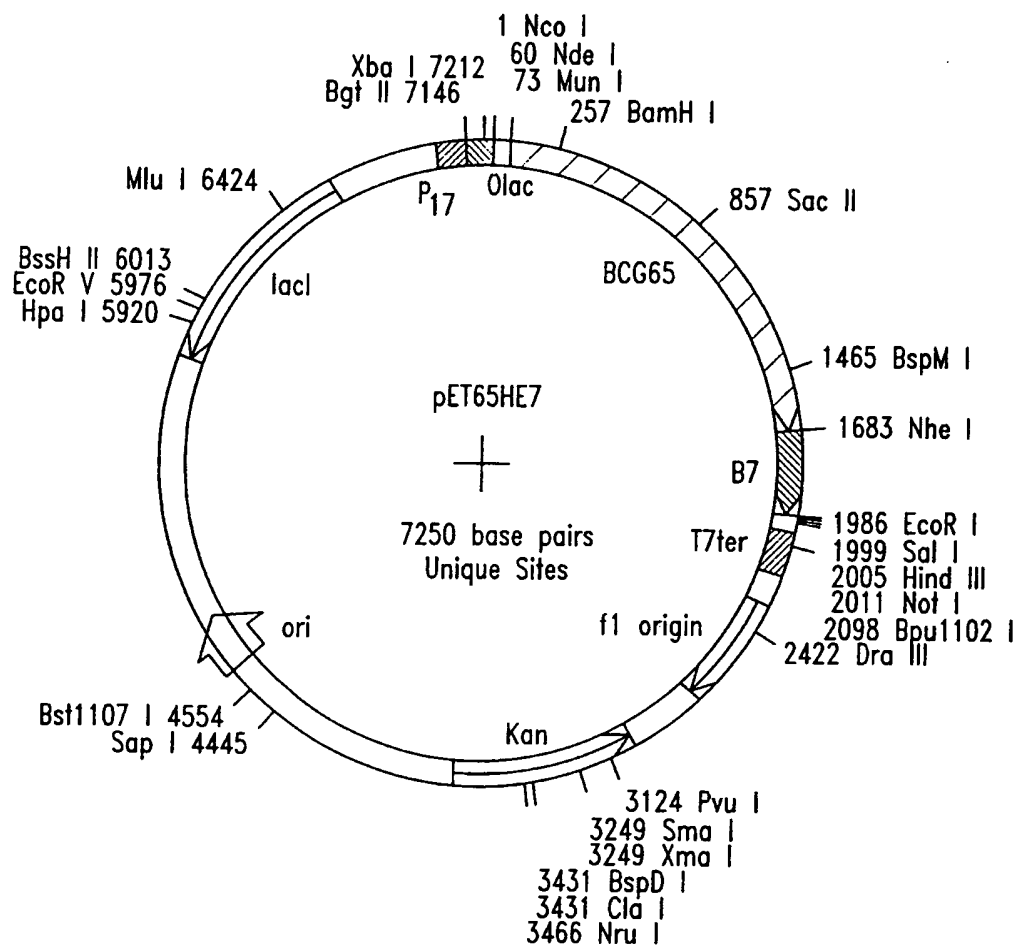 1 Nco I
60 Nde I
73 Mun I
Xba I 7212
Bgt II 7146
257 BamH I
Mlu I 6424
P17
Olac
857 Sac II
BssH II 6013
EcoR V 5976
Hpa I 5920
lacI
BCG65
1465 BspM I
pET65HE7
1683 Nhe I
B7
7250 base pairs
Unique Sites
T7ter
1986 EcoR I
1999 Sal I
2005 Hind III
2011 Not I
2098 Bpu1102 I
2422 Dra III
ori
f1 origin
Bst1107 I 4554
Sap I 4445
Kan
3124 Pvu I
3249 Sma I
3249 Xma I
3431 BspD I
3431 Cla I
3466 Nru I